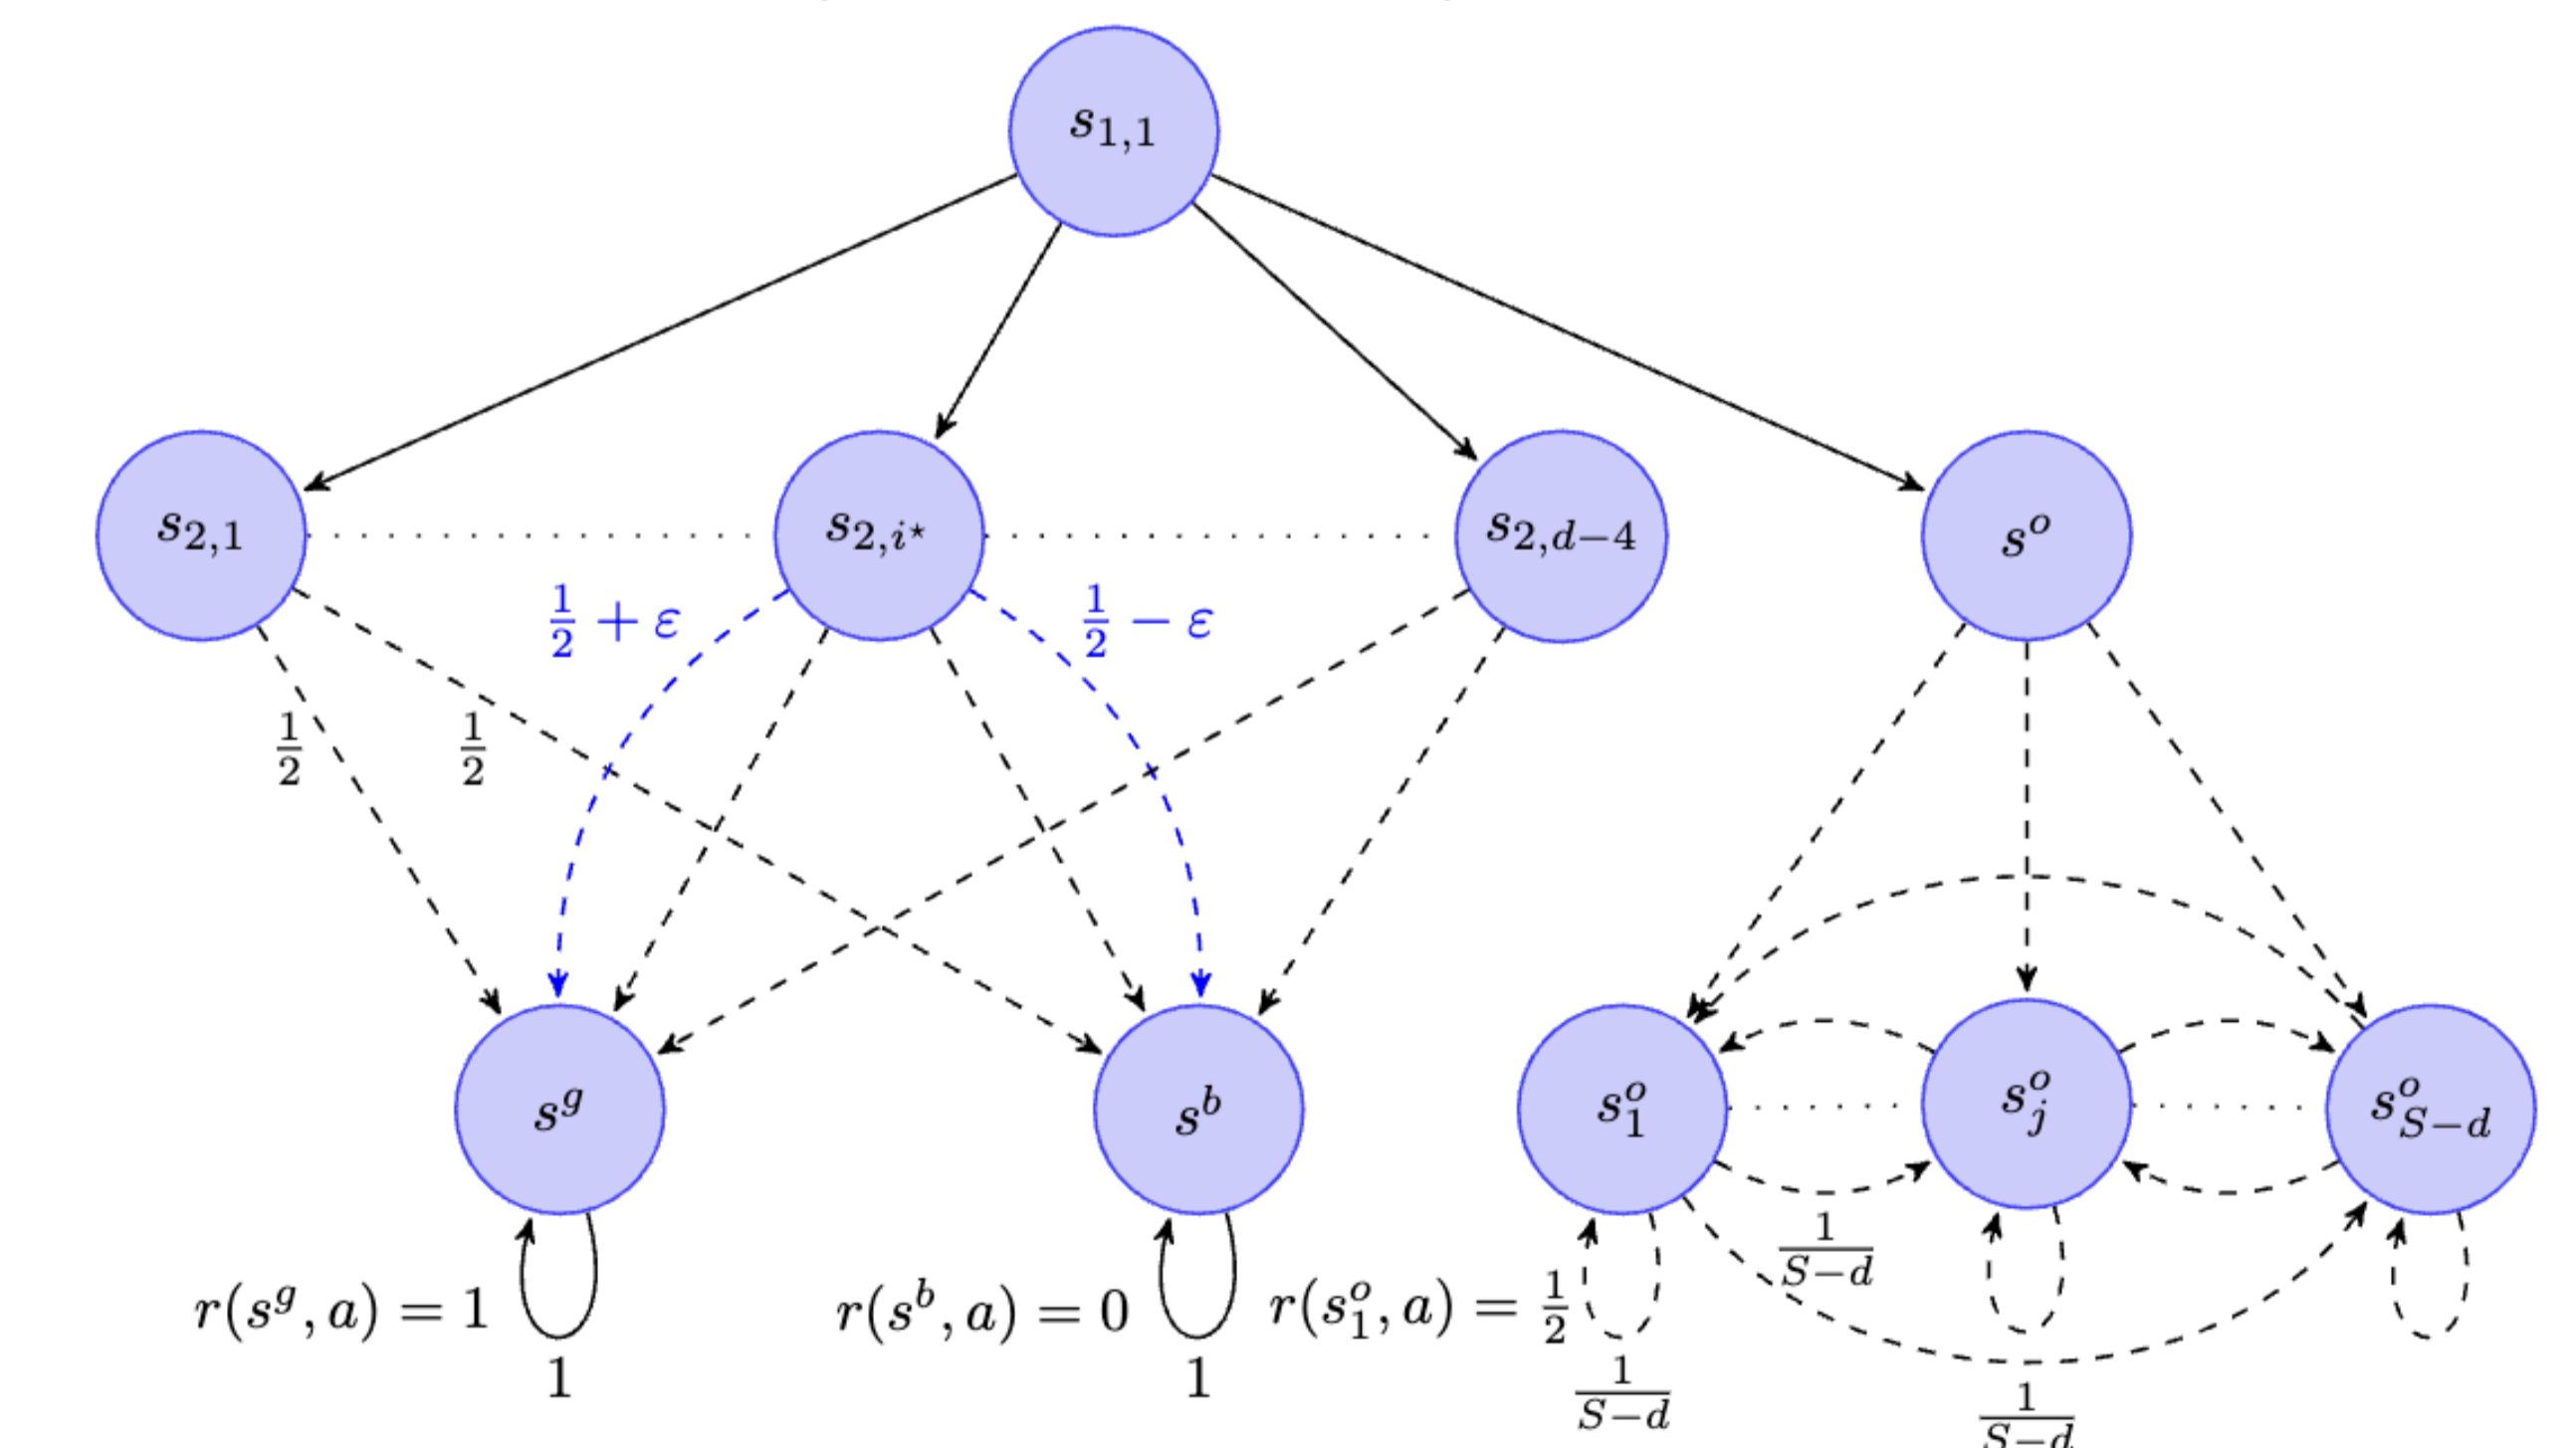 s_{1,1}
s_{2,1} s_{2,i^⋆} s_{2,d−4} s^o
1/2 + ε 1/2 − ε
1/2 1/2
s^g s^b s^o_1 s^o_j s^o_{S−d}
1/(S−d)
r(s^g, a) = 1 r(s^b, a) = 0 r(s^o_1, a) = 1/2
1 1 1/(S−d) 1/(S−d)